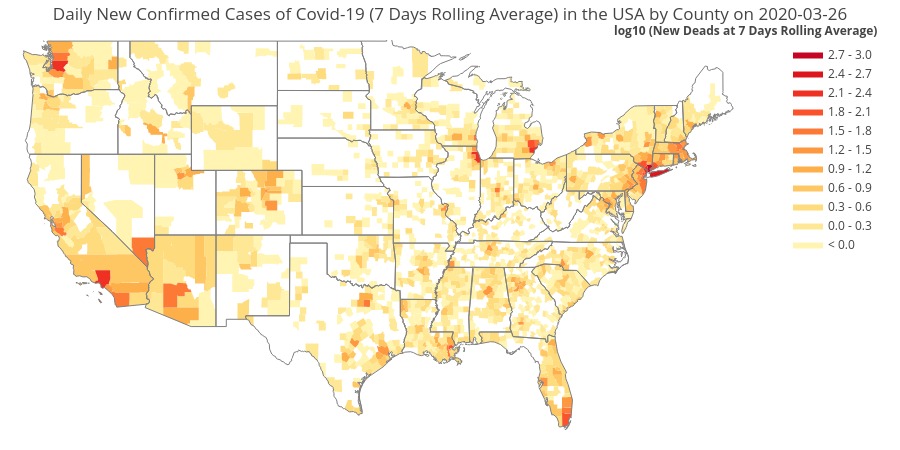 Daily New Confirmed Cases of Covid-19 (7 Days Rolling Average) in the USA by County on 2020-03-26
log10 (New Deads at 7 Days Rolling Average)
2.7 - 3.0
2.4 - 2.7
2.1 - 2.4
1.8 - 2.1
1.5 - 1.8
1.2 - 1.5
0.9 - 1.2
0.6 - 0.9
0.3 - 0.6
0.0 - 0.3
< 0.0